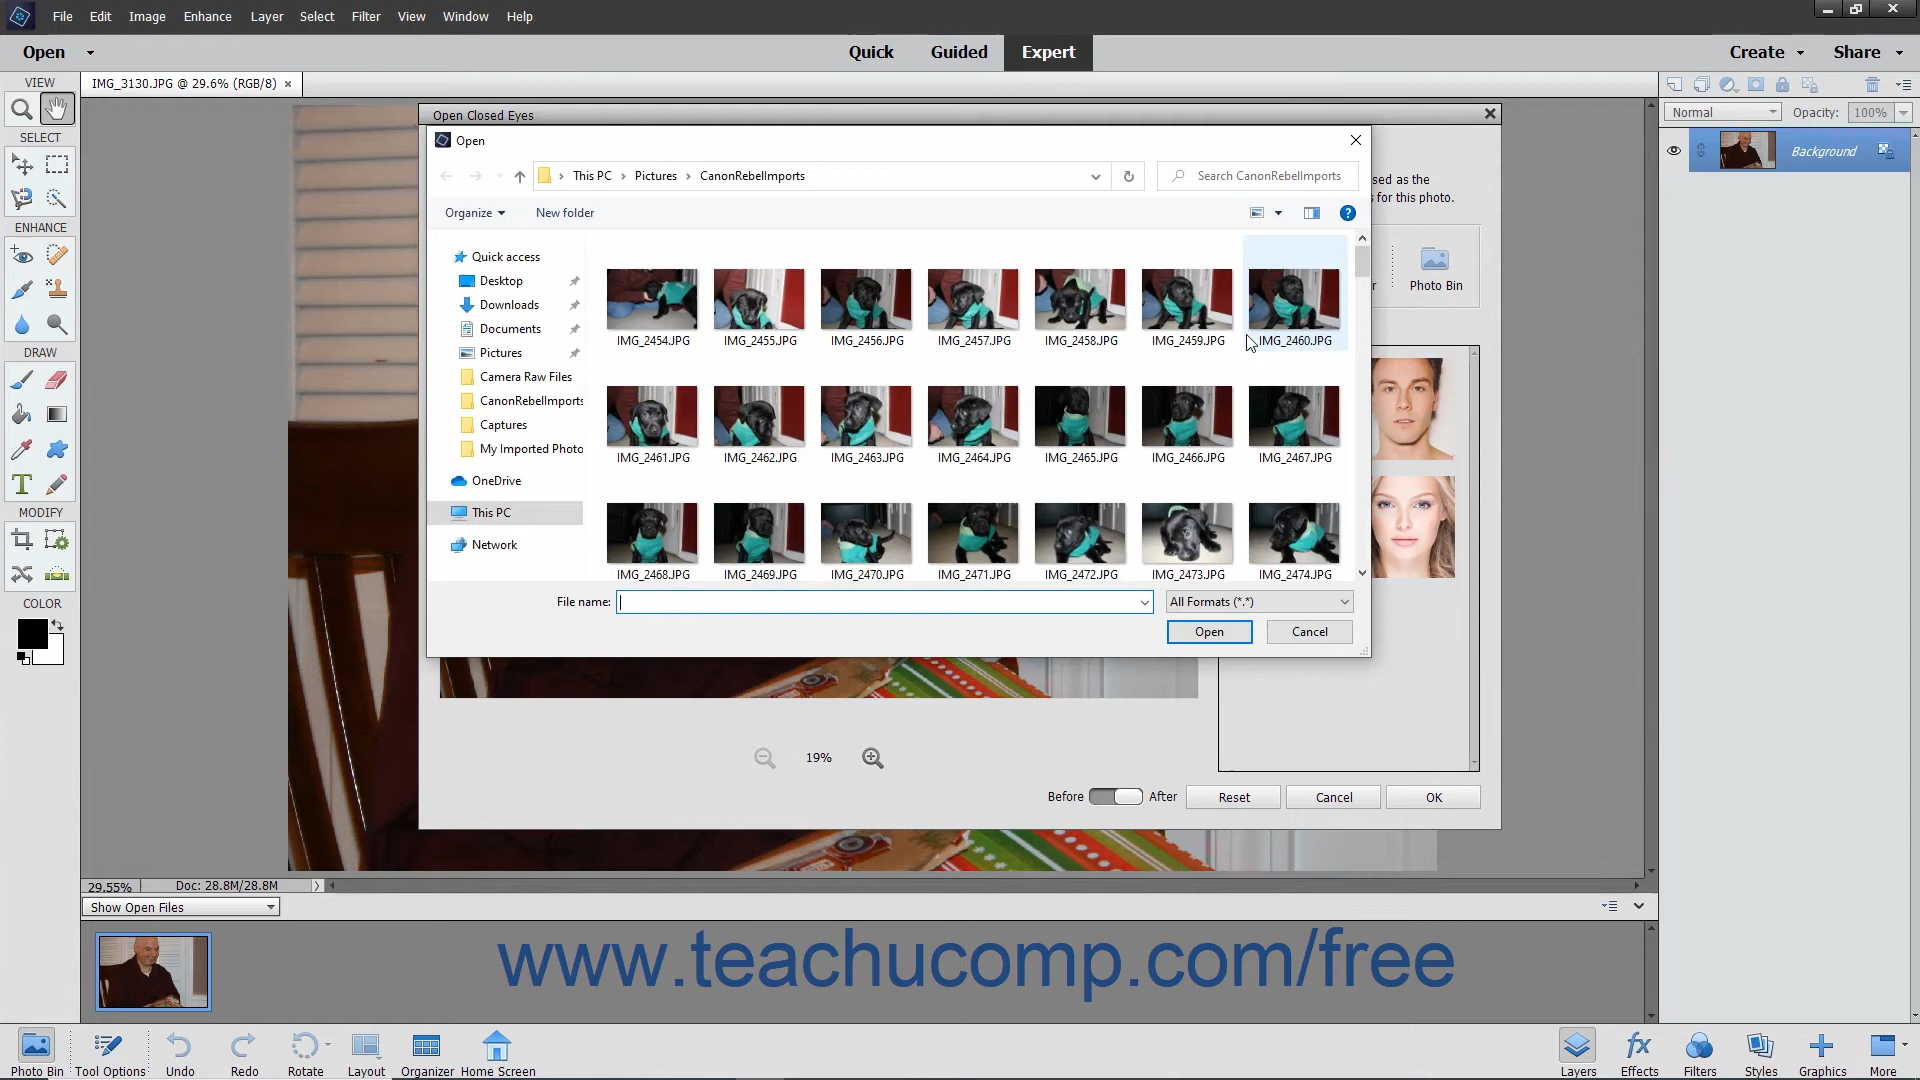 File Edit Image Enhance Layer Select Filter View Window Help
Open Quick Guided Expert Create Share
VIEW
IMG_3130.JPG @ 29.6% (RGB/8) ×
Normal Opacity: 100%
SELECT
Open Closed Eyes
Open
Background
This PC > Pictures > CanonRebelImports
Search CanonRebelImports
sed as the
s for this photo.
Organize New folder
ENHANCE
Quick access
Desktop
Downloads
Documents
Pictures
Camera Raw Files
CanonRebelImports
Captures
My Imported Photo
OneDrive
This PC
Network
r Photo Bin
IMG_2454.JPG IMG_2455.JPG IMG_2456.JPG IMG_2457.JPG IMG_2458.JPG IMG_2459.JPG IMG_2460.JPG
IMG_2461.JPG IMG_2462.JPG IMG_2463.JPG IMG_2464.JPG IMG_2465.JPG IMG_2466.JPG IMG_2467.JPG
IMG_2468.JPG IMG_2469.JPG IMG_2470.JPG IMG_2471.JPG IMG_2472.JPG IMG_2473.JPG IMG_2474.JPG
DRAW
MODIFY
COLOR
File name: All Formats (*.*)
Open Cancel
19%
Before After Reset Cancel OK
29.55% Doc: 28.8M/28.8M
Show Open Files
www.teachucomp.com/free
Photo Bin Tool Options Undo Redo Rotate Layout Organizer Home Screen Layers Effects Filters Styles Graphics More